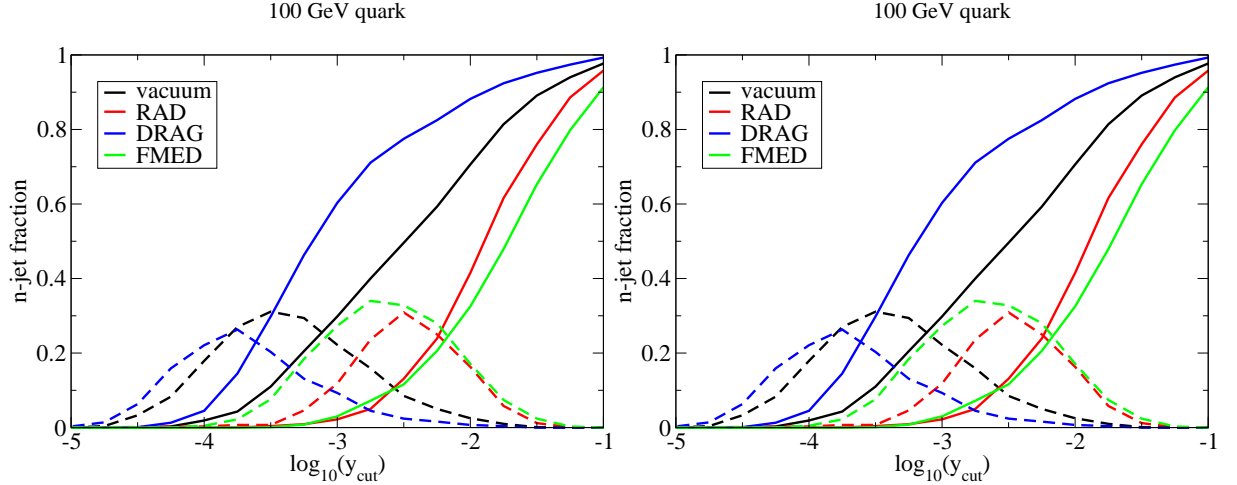 100 GeV quark
1
0.8
0.6
0.4
0.2
0
n-jet fraction
vacuum
RAD
DRAG
FMED
-5 -4 -3 -2 -1
log10(ycut)
100 GeV quark
1
0.8
0.6
0.4
0.2
0
n-jet fraction
vacuum
RAD
DRAG
FMED
-5 -4 -3 -2 -1
log10(ycut)